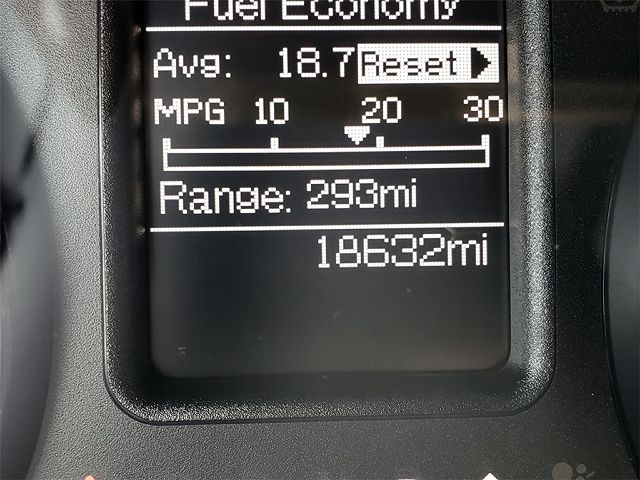 Fuel Economy
Avg: 18.7 Reset
MPG 10 20 30
Range: 293mi
18632mi